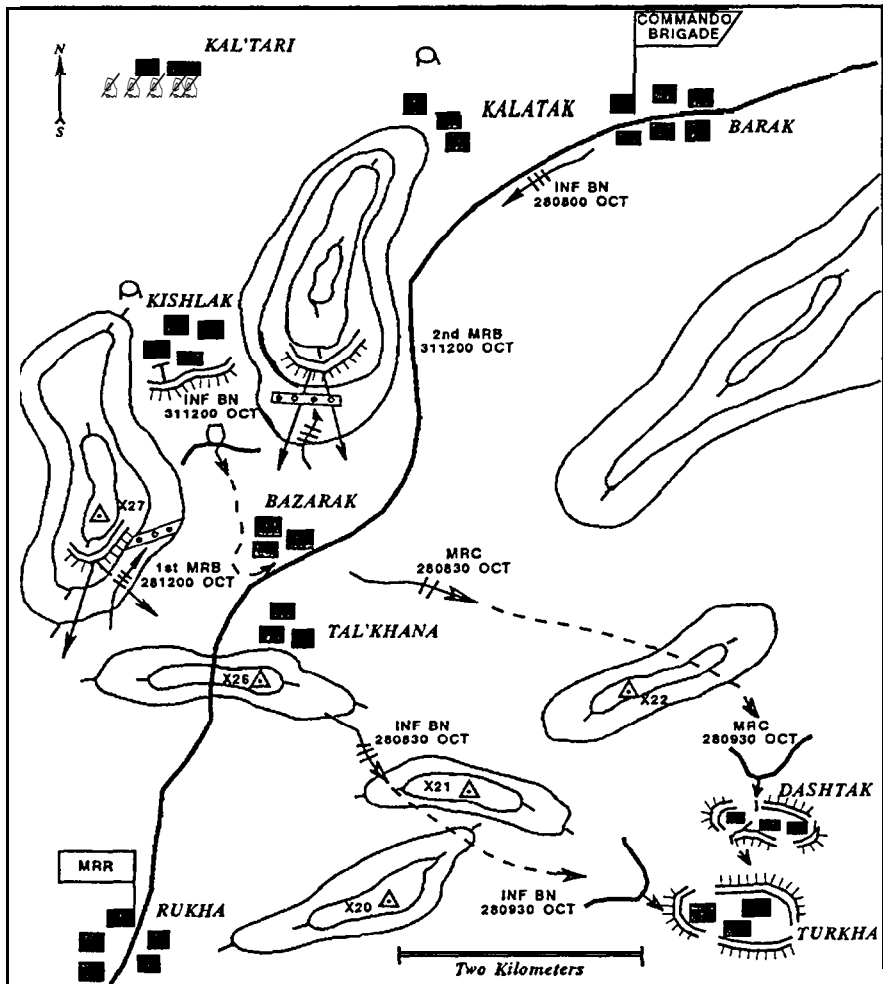 COMMANDO
BRIGADE
N
S
KAL'TARI
KALATAK
BARAK
INF BN
280800 OCT
KISHLAK
2nd MRB
311200 OCT
INF BN
311200 OCT
X27
BAZARAK
1st MRB
281200 OCT
MRC
280830 OCT
TAL'KHANA
X26
X22
INF BN
280830 OCT
MRC
280930 OCT
X21
DASHTAK
MRR
RUKHA
X20
INF BN
280930 OCT
TURKHA
Two Kilometers